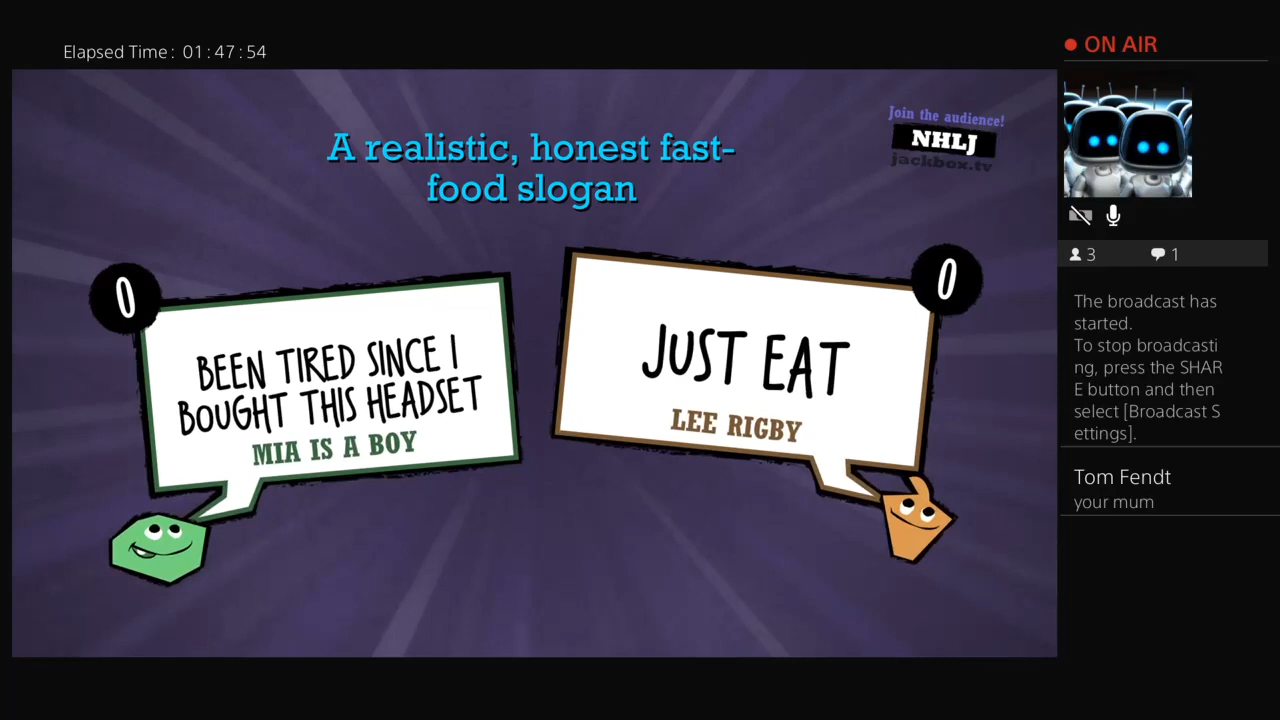 Elapsed Time: 01:47:54
ON AIR
Join the audience!
NHLJ
jackbox.tv
A realistic, honest fast-
food slogan
0
0
BEEN TIRED SINCE I
BOUGHT THIS HEADSET
MIA IS A BOY
JUST EAT
LEE RIGBY
3
1
The broadcast has
started.
To stop broadcasti
ng, press the SHAR
E button and then
select [Broadcast S
ettings].
Tom Fendt
your mum